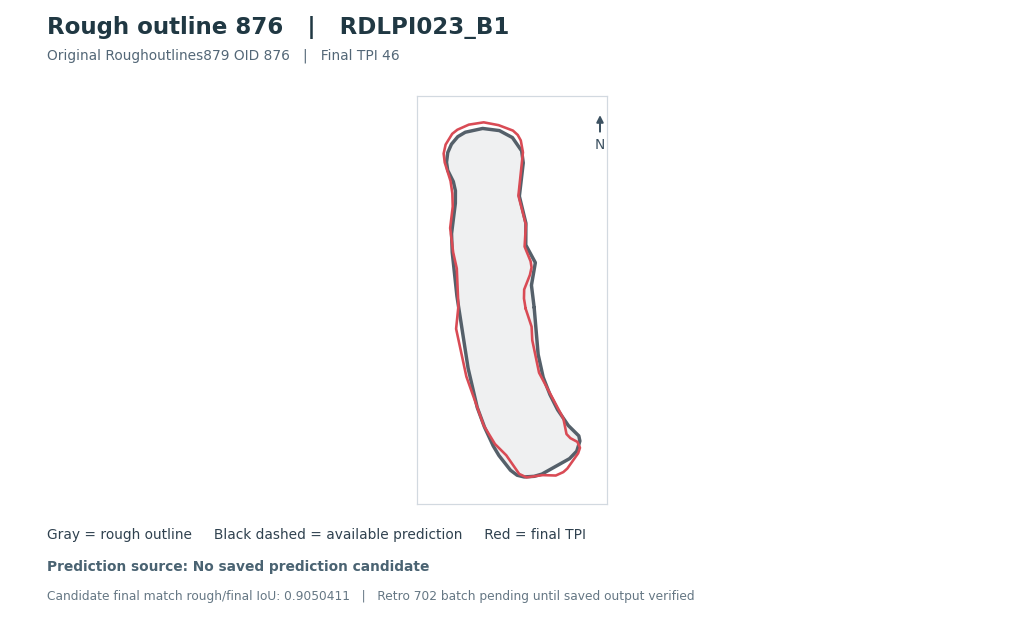 Rough outline 876   |   RDLPI023_B1
Original Roughoutlines879 OID 876   |   Final TPI 46
N
Gray = rough outline     Black dashed = available prediction     Red = final TPI
Prediction source: No saved prediction candidate
Candidate final match rough/final IoU: 0.9050411   |   Retro 702 batch pending until saved output verified